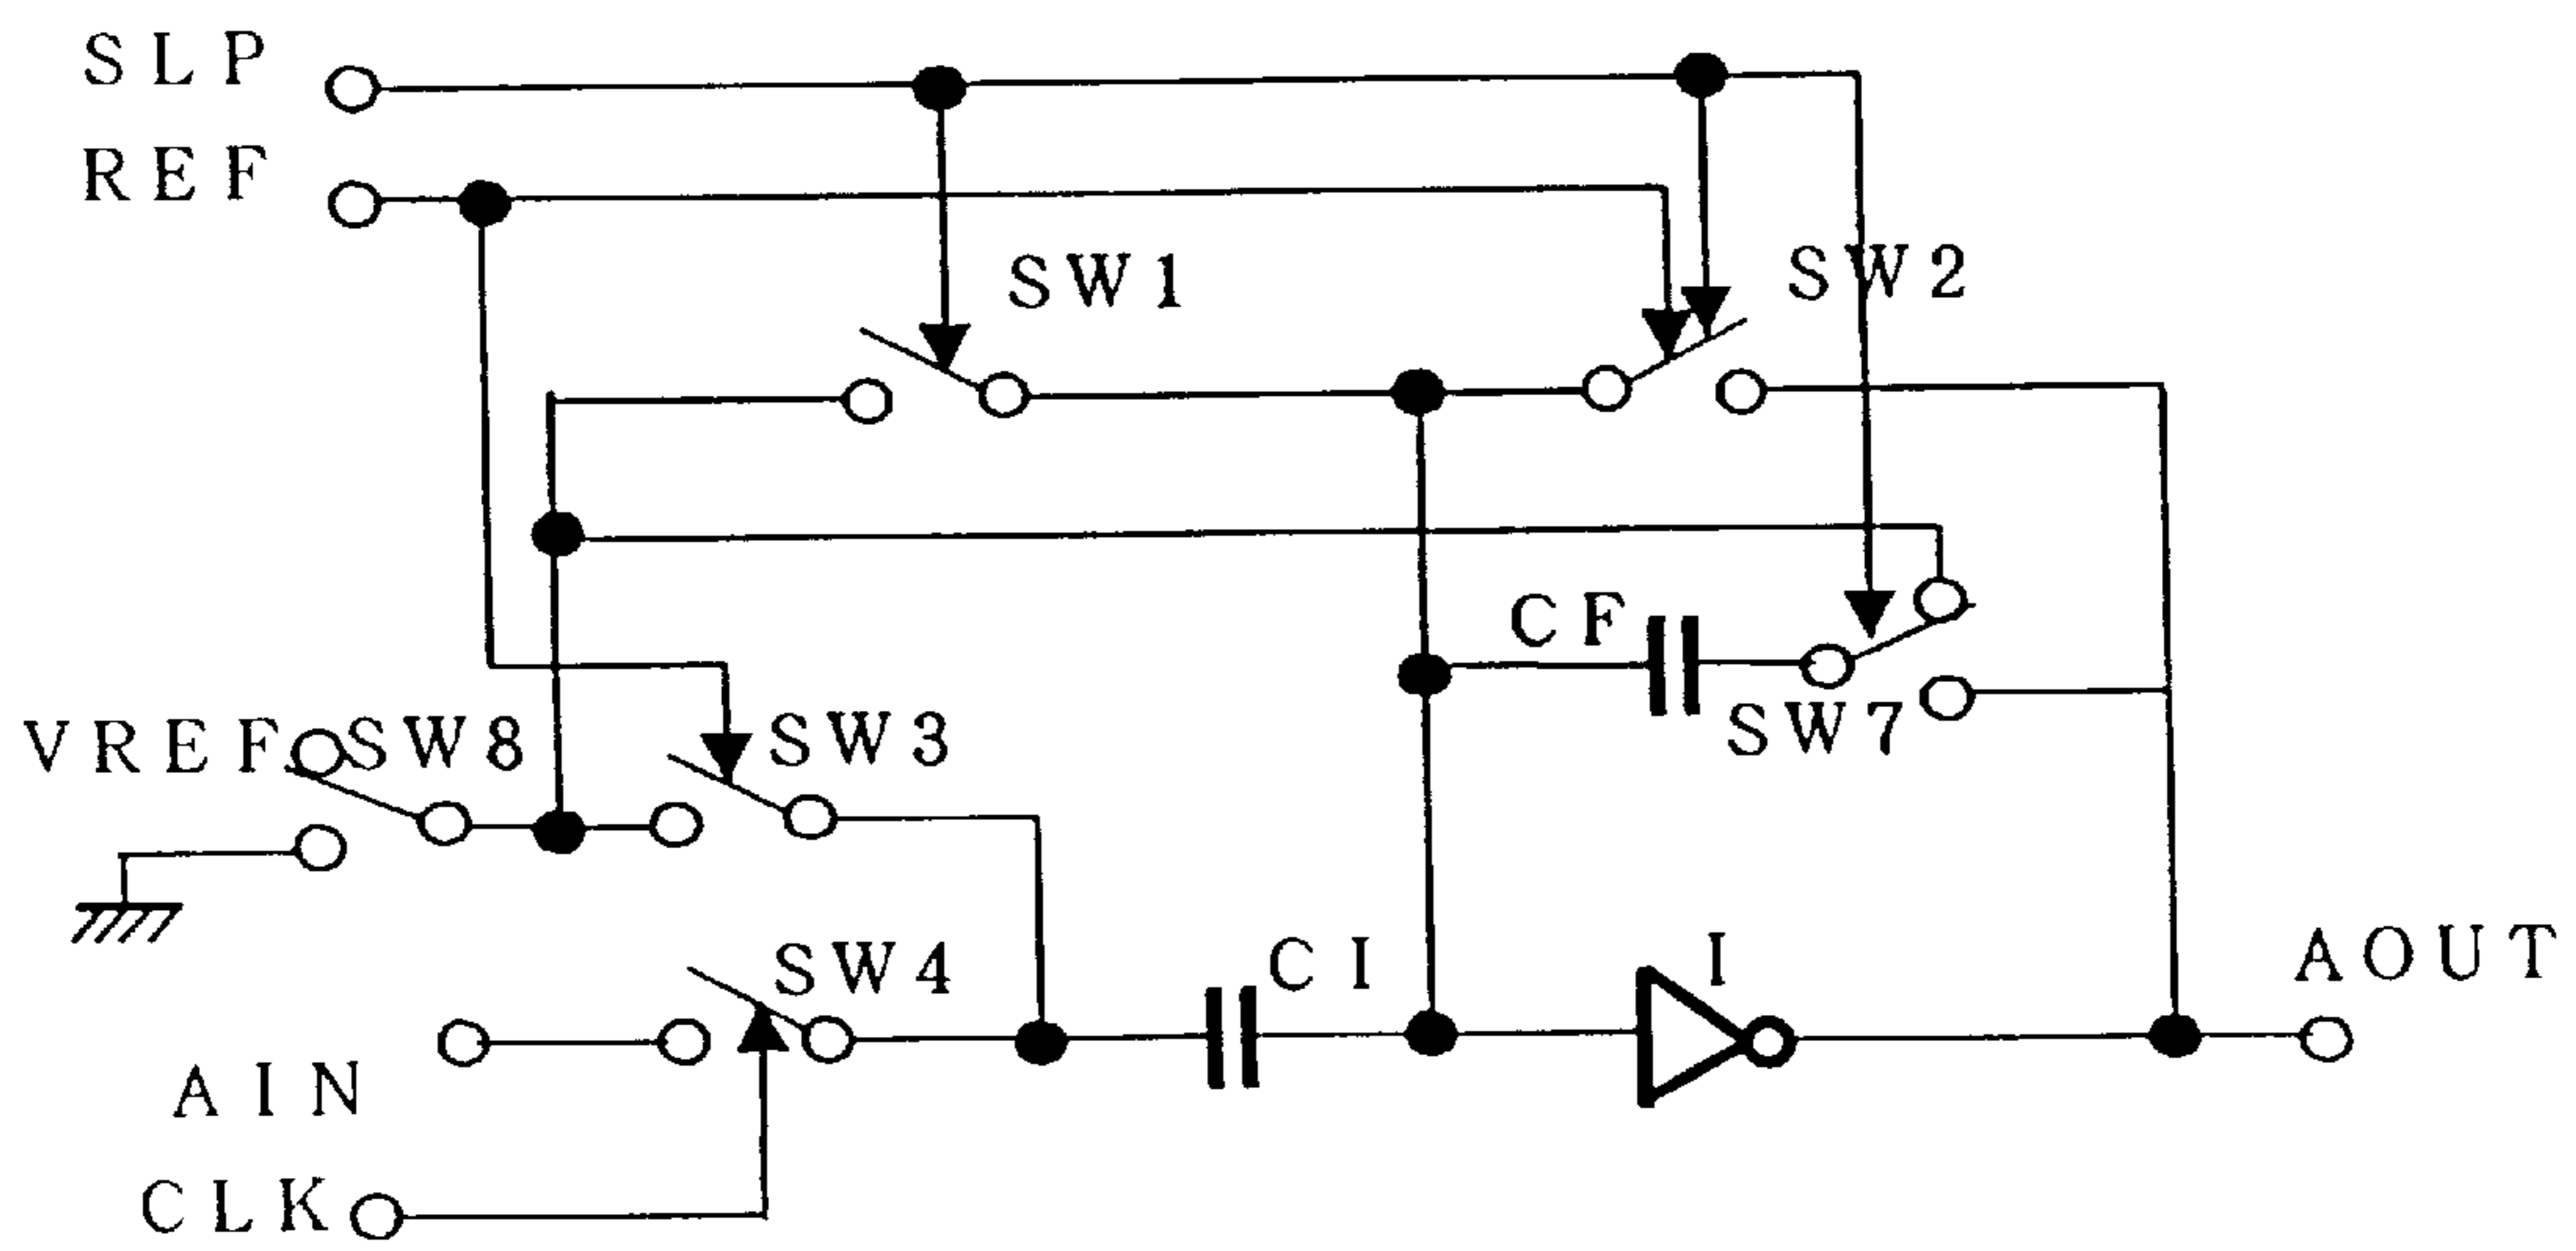 SLP
REF
SW1
SW2
CF
SW7
VREF
SW8
SW3
SW4
CI
I
AOUT
AIN
CLK